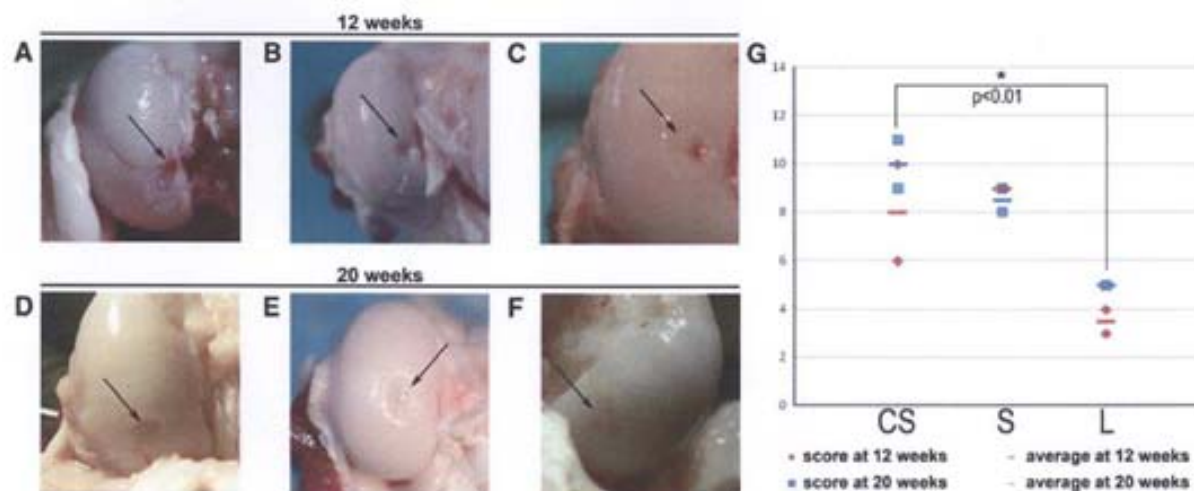 12 weeks
A
B
C
20 weeks
D
E
F
G
14
12
10
8
6
4
2
0
*
p<0.01
CS
S
L
score at 12 weeks
average at 12 weeks
score at 20 weeks
average at 20 weeks